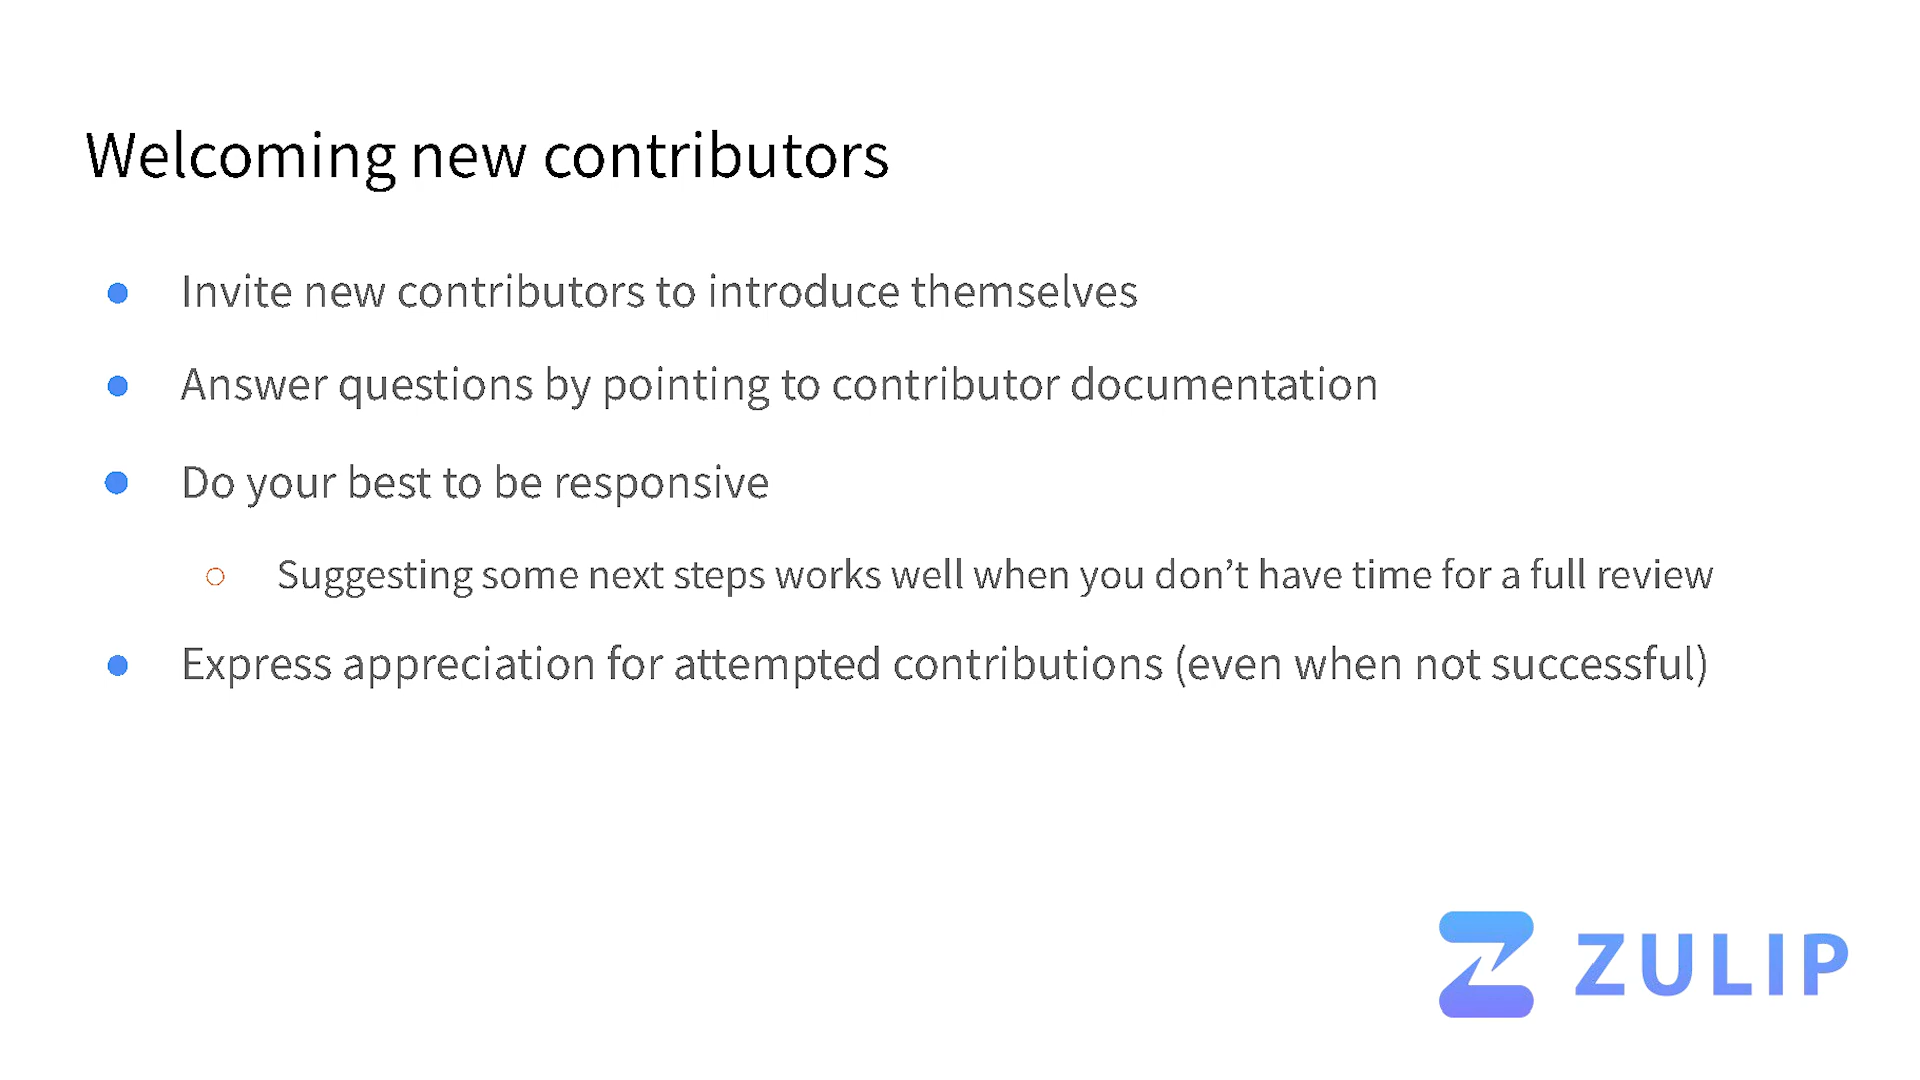 Welcoming new contributors
● Invite new contributors to introduce themselves
● Answer questions by pointing to contributor documentation
● Do your best to be responsive
○ Suggesting some next steps works well when you don’t have time for a full review
● Express appreciation for attempted contributions (even when not successful)
ZULIP